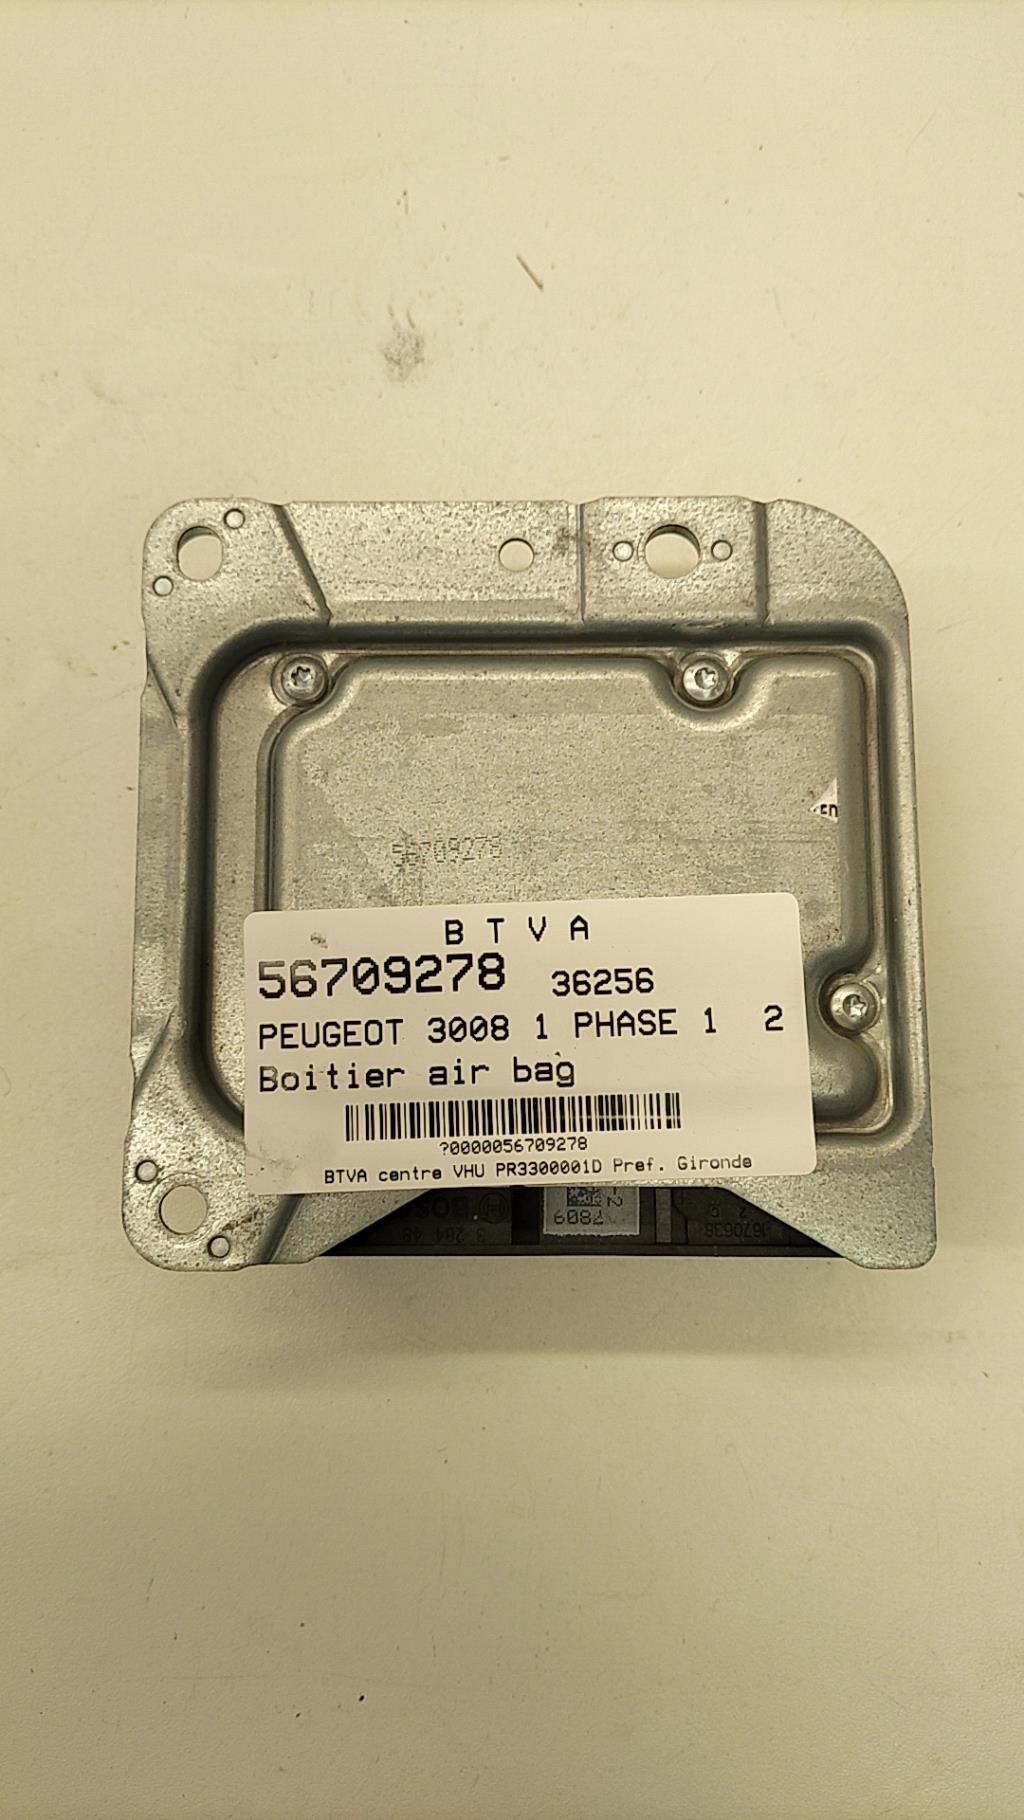 56709278
B T V A
56709278 36256
PEUGEOT 3008 1 PHASE 1 2
Boitier air bag
?0000056709278
BTVA centre VHU PR3300001D Pref. Gironde
7809